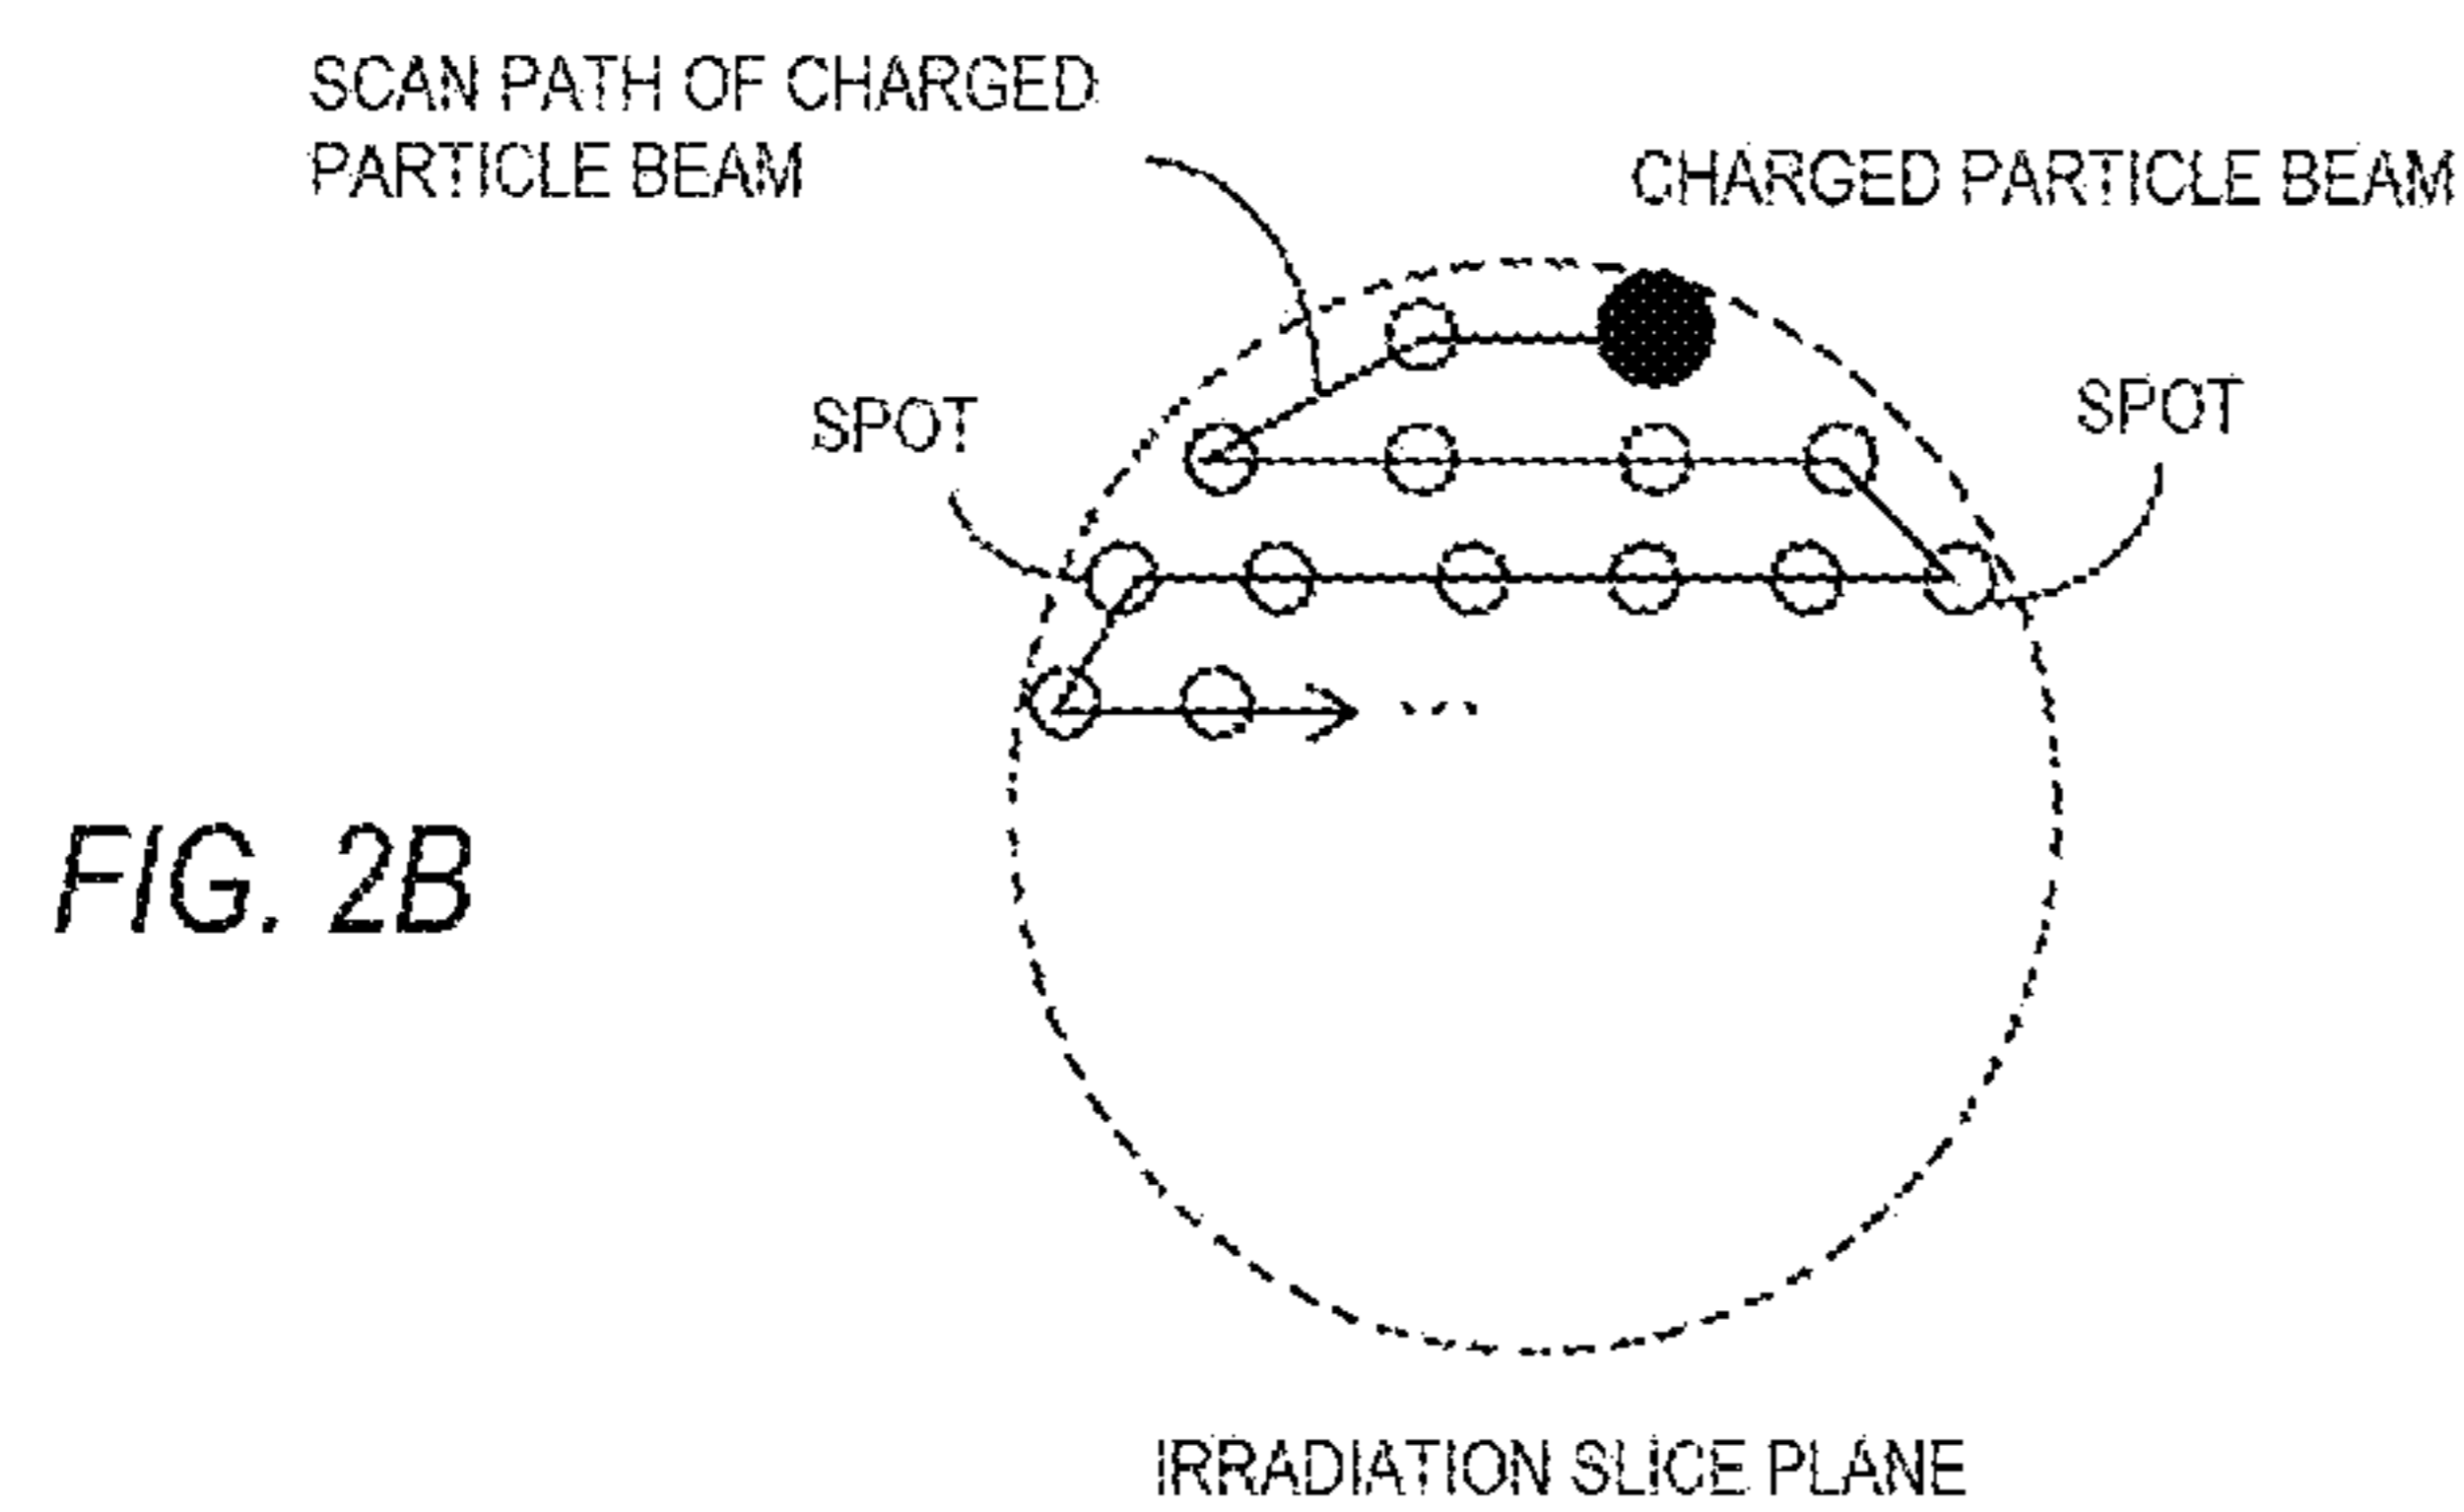 SCAN PATH OF CHARGED
PARTICLE BEAM
CHARGED PARTICLE BEAM
SPOT
SPOT
FIG. 2B
IRRADIATION SLICE PLANE